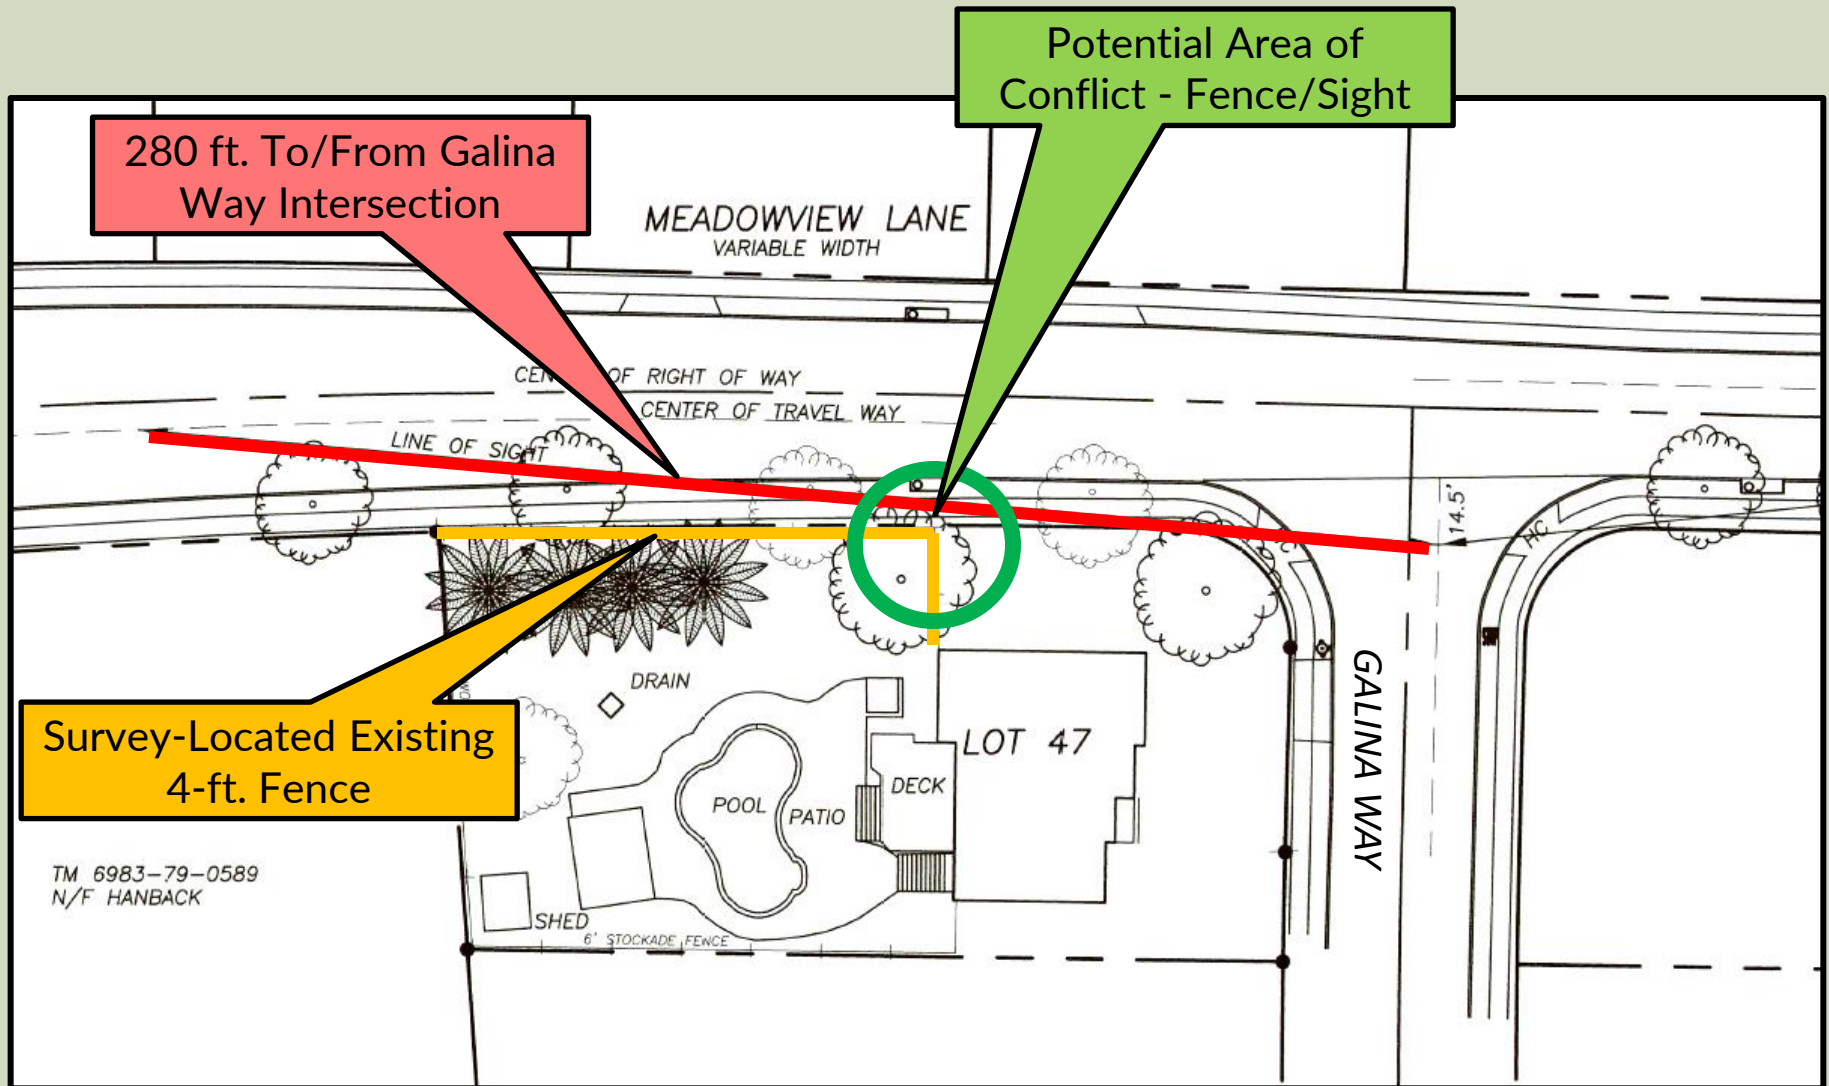 Potential Area of
Conflict - Fence/Sight
280 ft. To/From Galina
Way Intersection
MEADOWVIEW LANE
VARIABLE WIDTH
OF RIGHT OF WAY
CENTER OF TRAVEL WAY
LINE OF SIGHT
14.5'
HC
DRAIN
GALINA WAY
Survey-Located Existing
4-ft. Fence
LOT 47
DECK
POOL
PATIO
TM 6983-79-0589
N/F HANBACK
SHED
6' STOCKADE FENCE